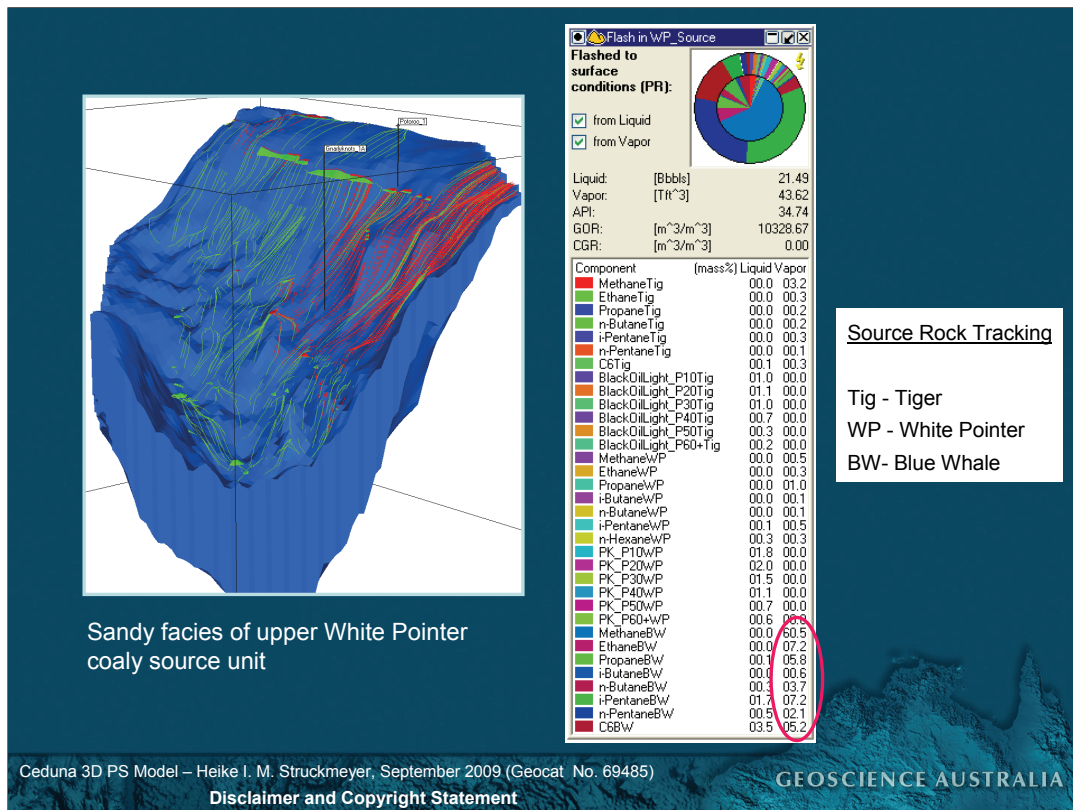 Potoroo_1
Gnarlyknots_1A
Sandy facies of upper White Pointer
coaly source unit
Flash in WP_Source
Flashed to
surface
conditions (PR):
from Liquid
from Vapor
Liquid: [Bbbls] 21.49
Vapor: [Tft^3] 43.62
API: 34.74
GOR: [m^3/m^3] 10328.67
CGR: [m^3/m^3] 0.00
Component (mass%) Liquid Vapor
MethaneTig 00.0 03.2
EthaneTig 00.0 00.3
PropaneTig 00.0 00.2
n-ButaneTig 00.0 00.2
i-PentaneTig 00.0 00.3
n-PentaneTig 00.0 00.1
C6Tig 00.1 00.3
BlackOilLight_P10Tig 01.0 00.0
BlackOilLight_P20Tig 01.1 00.0
BlackOilLight_P30Tig 01.0 00.0
BlackOilLight_P40Tig 00.7 00.0
BlackOilLight_P50Tig 00.3 00.0
BlackOilLight_P60+Tig 00.2 00.0
MethaneWP 00.0 00.5
EthaneWP 00.0 00.3
PropaneWP 00.0 01.0
i-ButaneWP 00.0 00.1
n-ButaneWP 00.0 00.1
i-PentaneWP 00.1 00.5
n-HexaneWP 00.3 00.3
PK_P10WP 01.8 00.0
PK_P20WP 02.0 00.0
PK_P30WP 01.5 00.0
PK_P40WP 01.1 00.0
PK_P50WP 00.7 00.0
PK_P60+WP 00.6
MethaneBW 00.0 60.5
EthaneBW 00.0 07.2
PropaneBW 00.1 05.8
i-ButaneBW 00.0 00.6
n-ButaneBW 00.3 03.7
i-PentaneBW 01.7 07.2
n-PentaneBW 00.5 02.1
C6BW 03.5 05.2
Source Rock Tracking
Tig - Tiger
WP - White Pointer
BW- Blue Whale
Ceduna 3D PS Model – Heike I. M. Struckmeyer, September 2009 (Geocat No. 69485)
Disclaimer and Copyright Statement
GEOSCIENCE AUSTRALIA